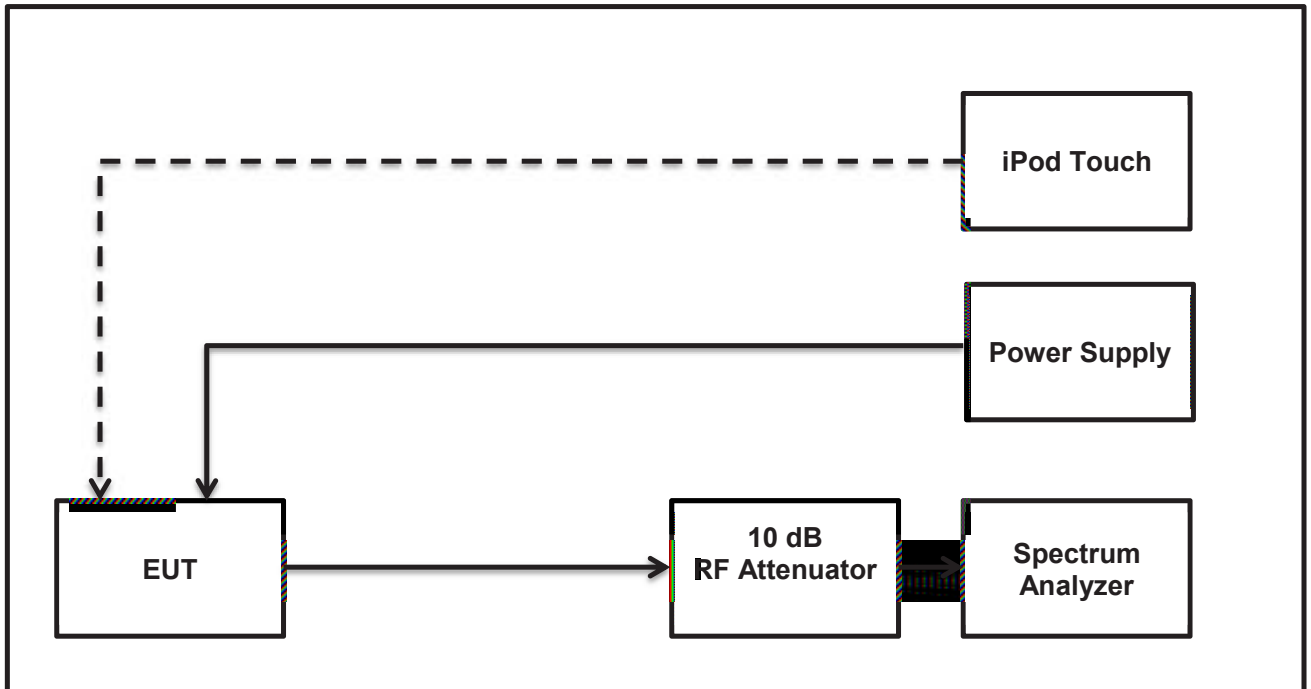 iPod Touch
Power Supply
EUT
10 dB
RF Attenuator
Spectrum
Analyzer